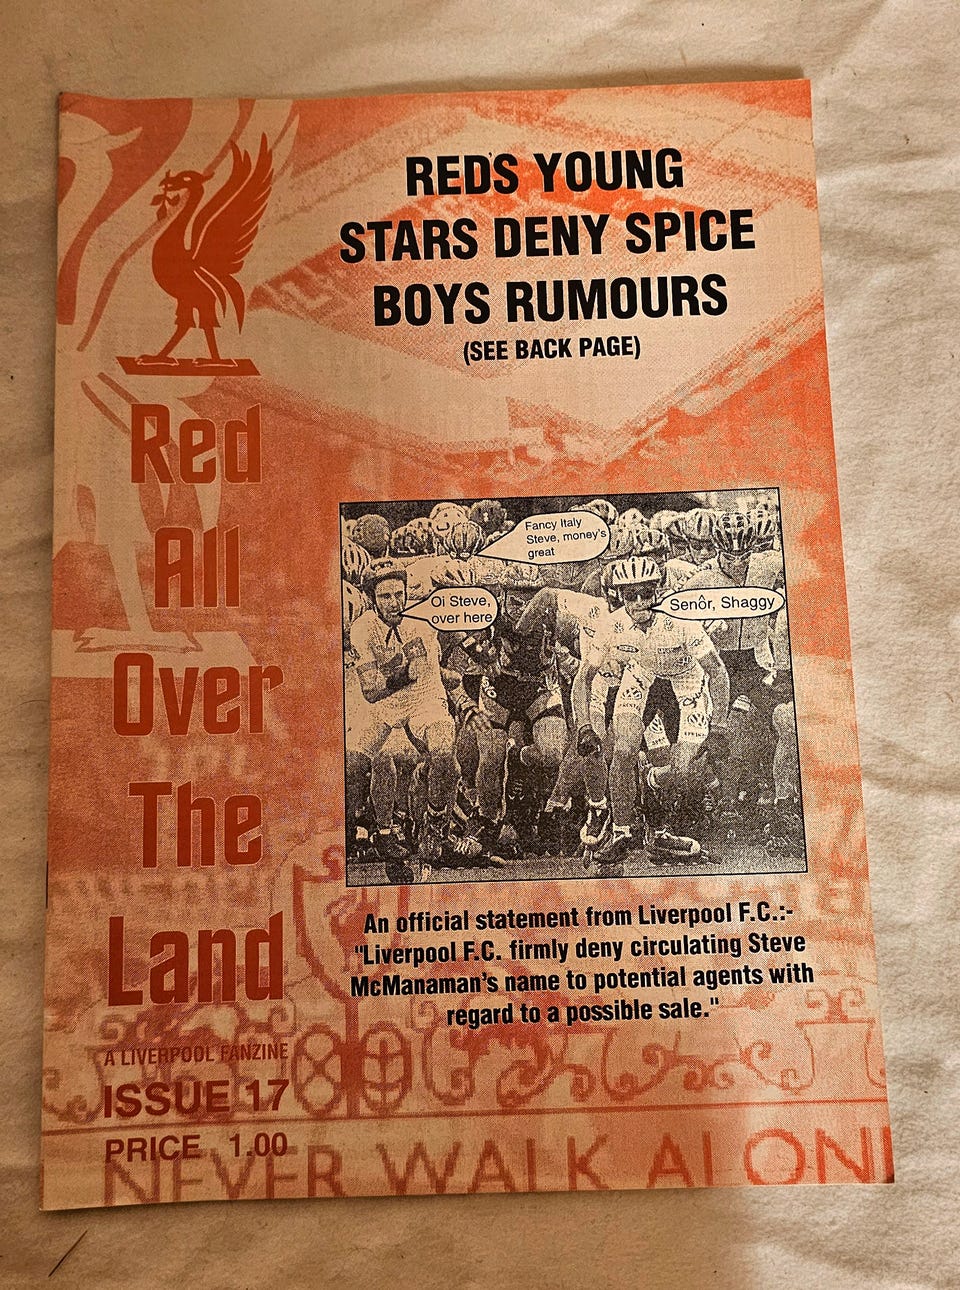 REDS YOUNG
STARS DENY SPICE
BOYS RUMOURS
(SEE BACK PAGE)
Red
All
Over
The
Land
A LIVERPOOL FANZINE
ISSUE 17
PRICE 1.00
Fancy Italy
Steve, money's
great
Oi Steve,
over here
Senôr, Shaggy
An official statement from Liverpool F.C.:-
"Liverpool F.C. firmly deny circulating Steve
McManaman's name to potential agents with
regard to a possible sale."
NEVER WALK ALON